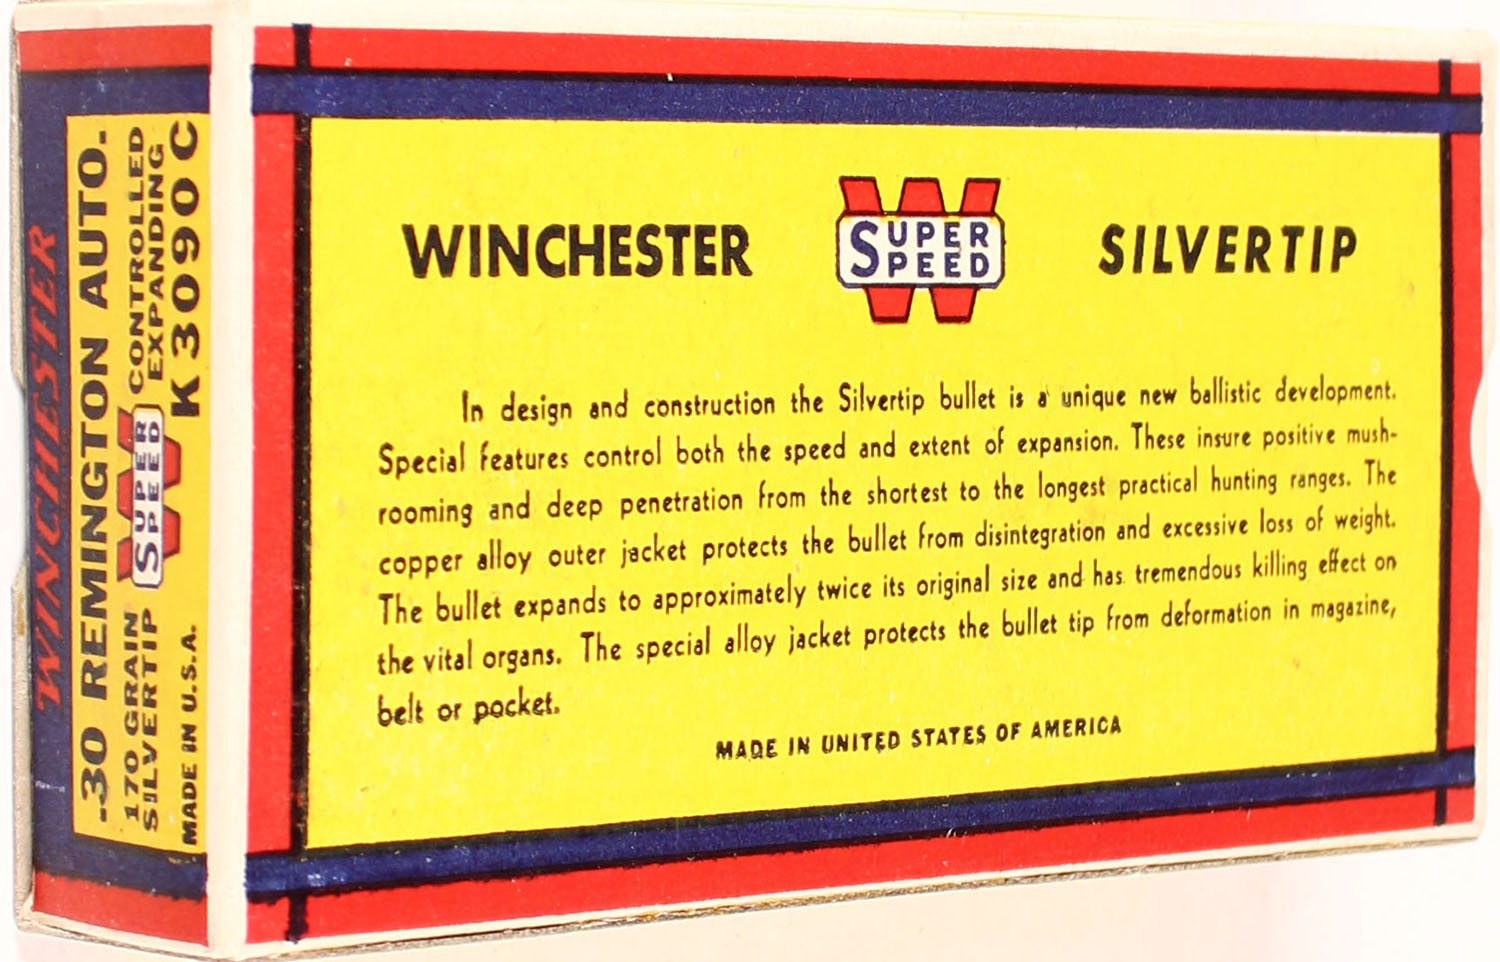 WINCHESTER
.30 REMINGTON AUTO.
170 GRAIN
SILVERTIP
SUPER
SPEED
CONTROLLED
EXPANDING
MADE IN U.S.A.
K3090C
WINCHESTER
SUPER
SPEED
SILVERTIP
In design and construction the Silvertip bullet is a unique new ballistic development.
Special features control both the speed and extent of expansion. These insure positive mush-
rooming and deep penetration from the shortest to the longest practical hunting ranges. The
copper alloy outer jacket protects the bullet from disintegration and excessive loss of weight.
The bullet expands to approximately twice its original size and has tremendous killing effect on
the vital organs. The special alloy jacket protects the bullet tip from deformation in magazine,
belt or pocket.
MADE IN UNITED STATES OF AMERICA